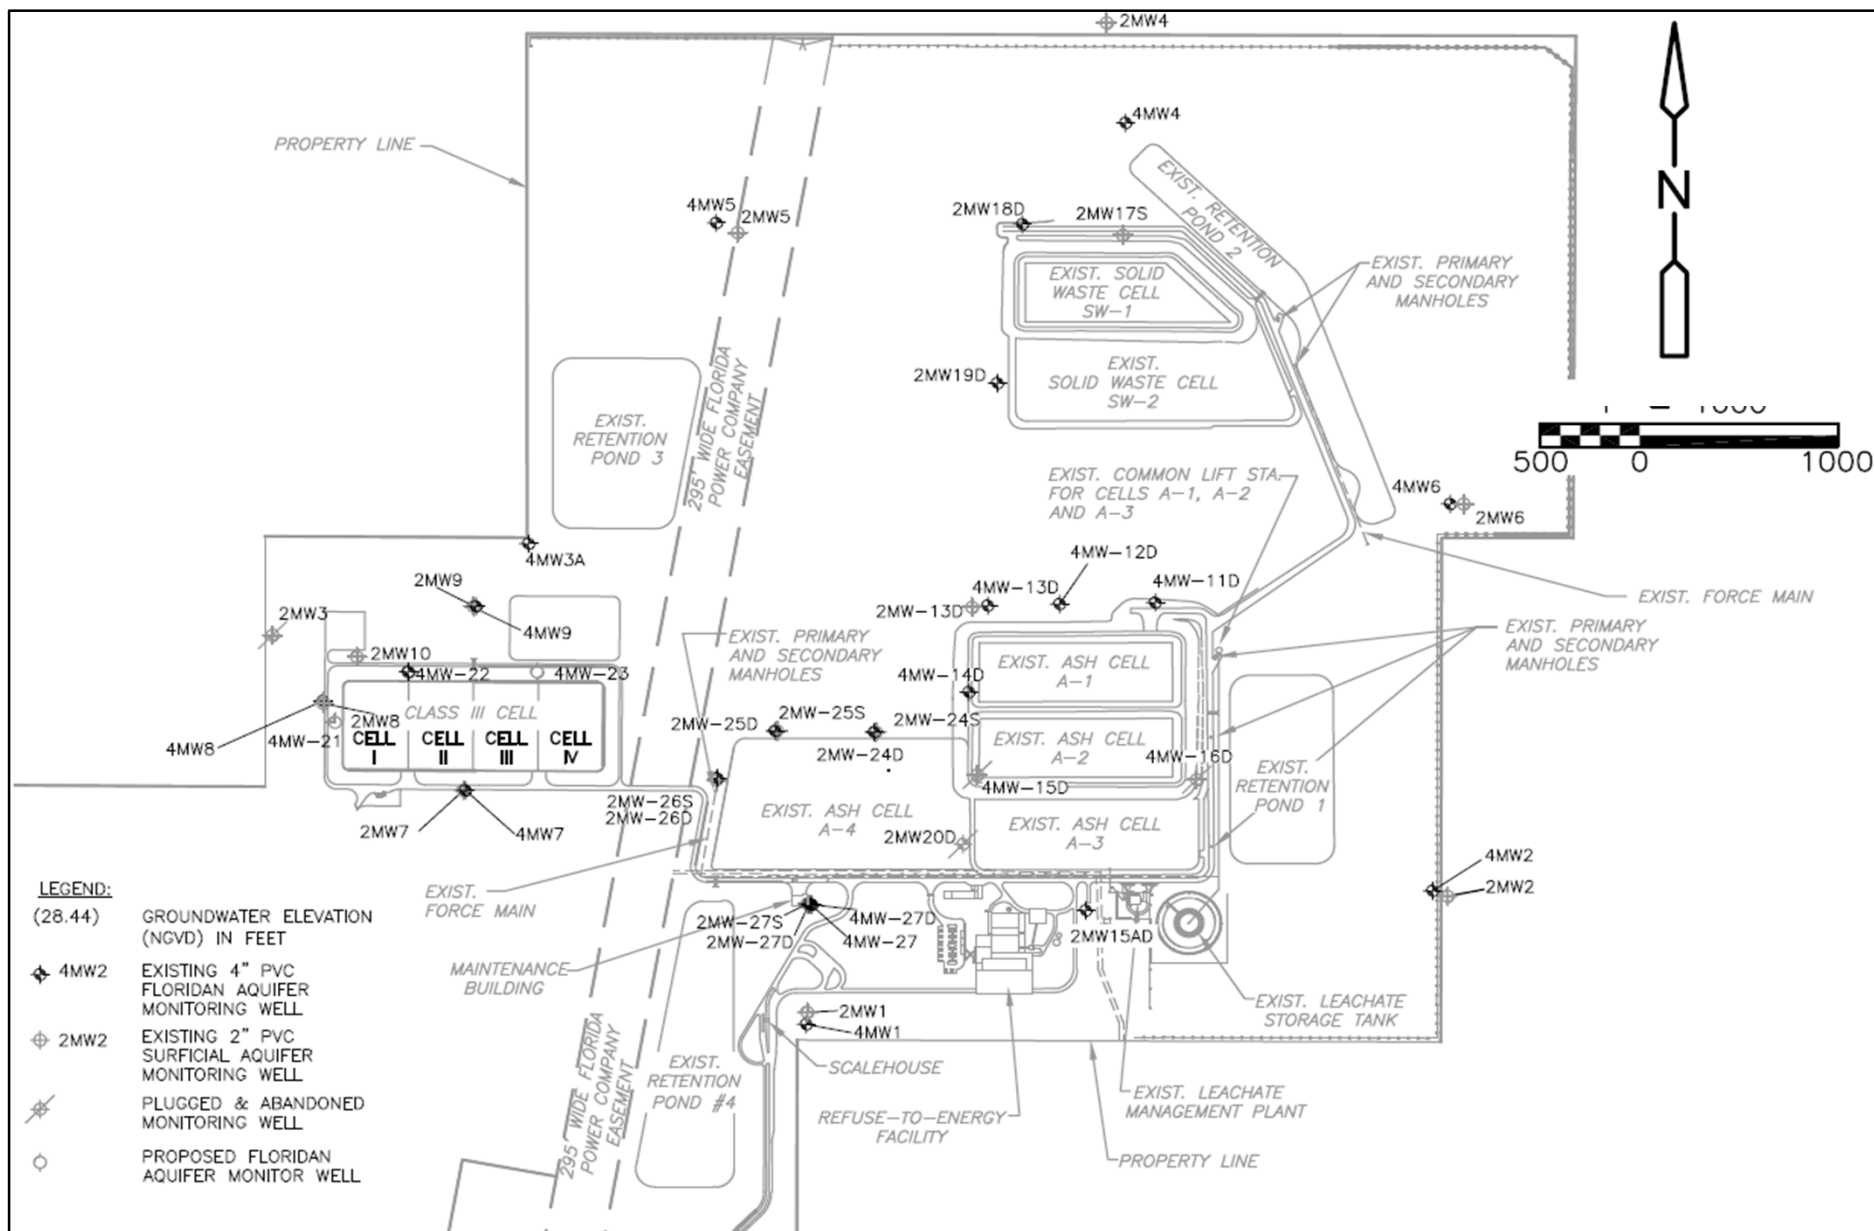 2MW4
4MW4
PROPERTY LINE
4MW5
2MW5
2MW18D
2MW17S
EXIST. RETENTION
POND 2
N
EXIST. SOLID
WASTE CELL
SW-1
EXIST. PRIMARY
AND SECONDARY
MANHOLES
2MW19D
EXIST.
SOLID WASTE CELL
SW-2
295' WIDE FLORIDA
POWER COMPANY
EASEMENT
EXIST.
RETENTION
POND 3
500 0 1000
EXIST. COMMON LIFT STA.
FOR CELLS A-1, A-2
AND A-3
4MW6
2MW6
4MW3A
2MW9
4MW9
2MW3
2MW10
4MW-12D
4MW-13D
2MW-13D
4MW-11D
EXIST. FORCE MAIN
EXIST. PRIMARY
AND SECONDARY
MANHOLES
EXIST. PRIMARY
AND SECONDARY
MANHOLES
EXIST. ASH CELL
A-1
4MW-14D
4MW-22
4MW-23
CLASS III CELL
2MW8
4MW8
4MW-21
CELL
I
CELL
II
CELL
III
CELL
IV
2MW-25D
2MW-25S
2MW-24S
2MW-24D
EXIST. ASH CELL
A-2
4MW-16D
4MW-15D
EXIST.
RETENTION
POND 1
2MW-26S
2MW-26D
EXIST. ASH CELL
A-4
2MW20D
EXIST. ASH CELL
A-3
2MW7
4MW7
4MW2
2MW2
EXIST.
FORCE MAIN
2MW-27S
2MW-27D
4MW-27D
4MW-27
2MW15AD
MAINTENANCE
BUILDING
2MW1
4MW1
SCALEHOUSE
EXIST. LEACHATE
STORAGE TANK
295' WIDE FLORIDA
POWER COMPANY
EASEMENT
EXIST.
RETENTION
POND #4
REFUSE-TO-ENERGY
FACILITY
EXIST. LEACHATE
MANAGEMENT PLANT
PROPERTY LINE
LEGEND:
(28.44) GROUNDWATER ELEVATION
(NGVD) IN FEET
4MW2 EXISTING 4" PVC
FLORIDAN AQUIFER
MONITORING WELL
2MW2 EXISTING 2" PVC
SURFICIAL AQUIFER
MONITORING WELL
PLUGGED & ABANDONED
MONITORING WELL
PROPOSED FLORIDAN
AQUIFER MONITOR WELL